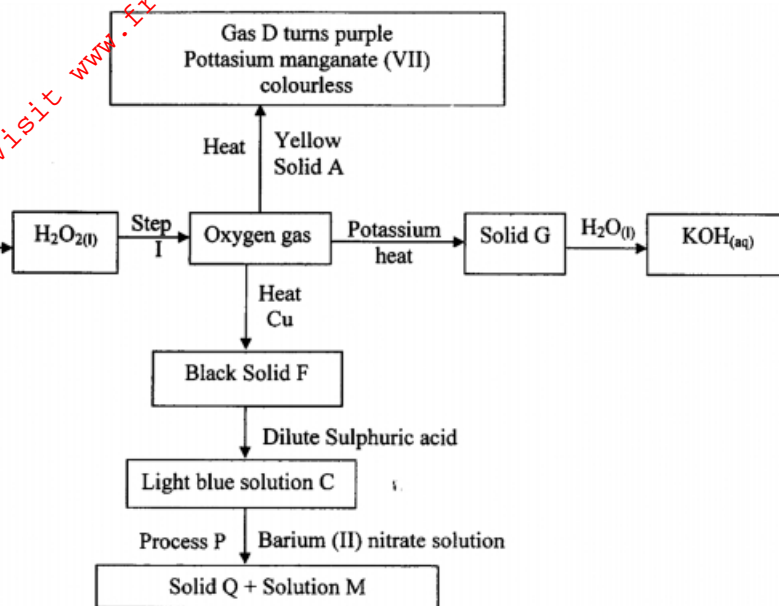 visit www.fr
Gas D turns purple
Pottasium manganate (VII)
colourless
Heat
Yellow
Solid A
H₂O₂(l)
Step
I
Oxygen gas
Potassium
heat
Solid G
H₂O(l)
KOH(aq)
Heat
Cu
Black Solid F
Dilute Sulphuric acid
Light blue solution C
Process P
Barium (II) nitrate solution
Solid Q + Solution M